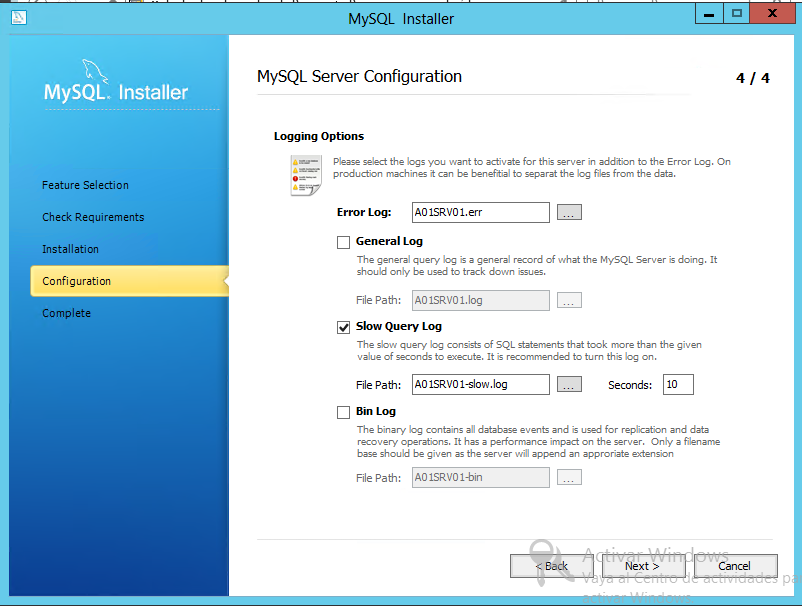 MySQL Installer
MySQL. Installer
MySQL Server Configuration
4 / 4
Feature Selection
Check Requirements
Installation
Configuration
Complete
Logging Options
Please select the logs you want to activate for this server in addition to the Error Log. On
production machines it can be benefitial to separate the log files from the data.
Error Log: A01SRV01.err ...
General Log
The general query log is a general record of what the MySQL Server is doing. It
should only be used to track down issues.
File Path: A01SRV01.log ...
Slow Query Log
The slow query log consists of SQL statements that took more than the given
value of seconds to execute. It is recommended to turn this log on.
File Path: A01SRV01-slow.log ... Seconds: 10
Bin Log
The binary log contains all database events and is used for replication and data
recovery operations. It has a performance impact on the server. Only a filename
base should be given as the server will append an approriate extension
File Path: A01SRV01-bin ...
< Back Next > Cancel
Activar Windows
Vaya al Centro de actividades pa
activar Windows